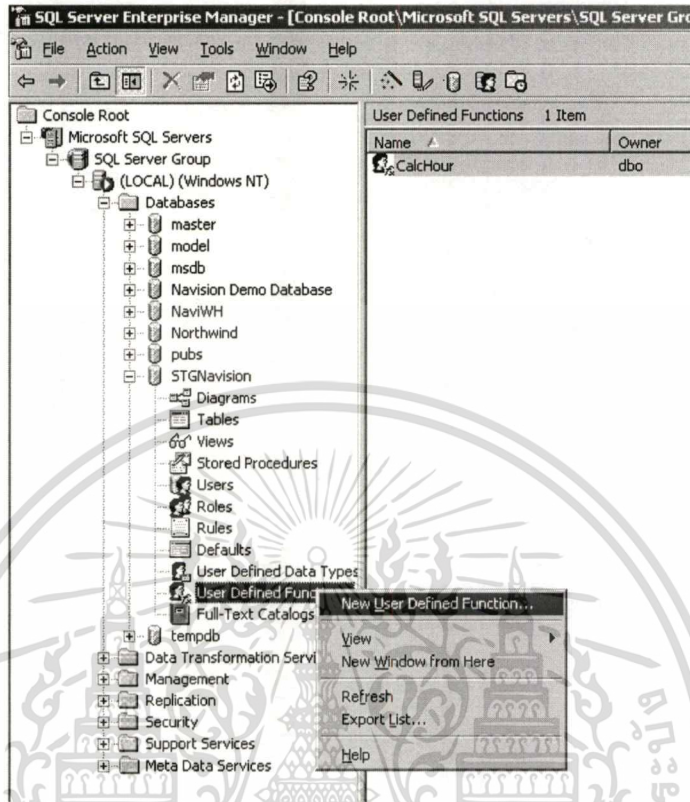 SQL Server Enterprise Manager - [Console Root\Microsoft SQL Servers\SQL Server Gro
File Action View Tools Window Help
Console Root
Microsoft SQL Servers
SQL Server Group
(LOCAL) (Windows NT)
Databases
master
model
msdb
Navision Demo Database
NaviWH
Northwind
pubs
STGNavision
Diagrams
Tables
Views
Stored Procedures
Users
Roles
Rules
Defaults
User Defined Data Types
User Defined Func
Full-Text Catalogs
tempdb
Data Transformation Servi
Management
Replication
Security
Support Services
Meta Data Services
User Defined Functions 1 Item
Name Owner
CalcHour dbo
New User Defined Function...
View
New Window from Here
Refresh
Export List...
Help